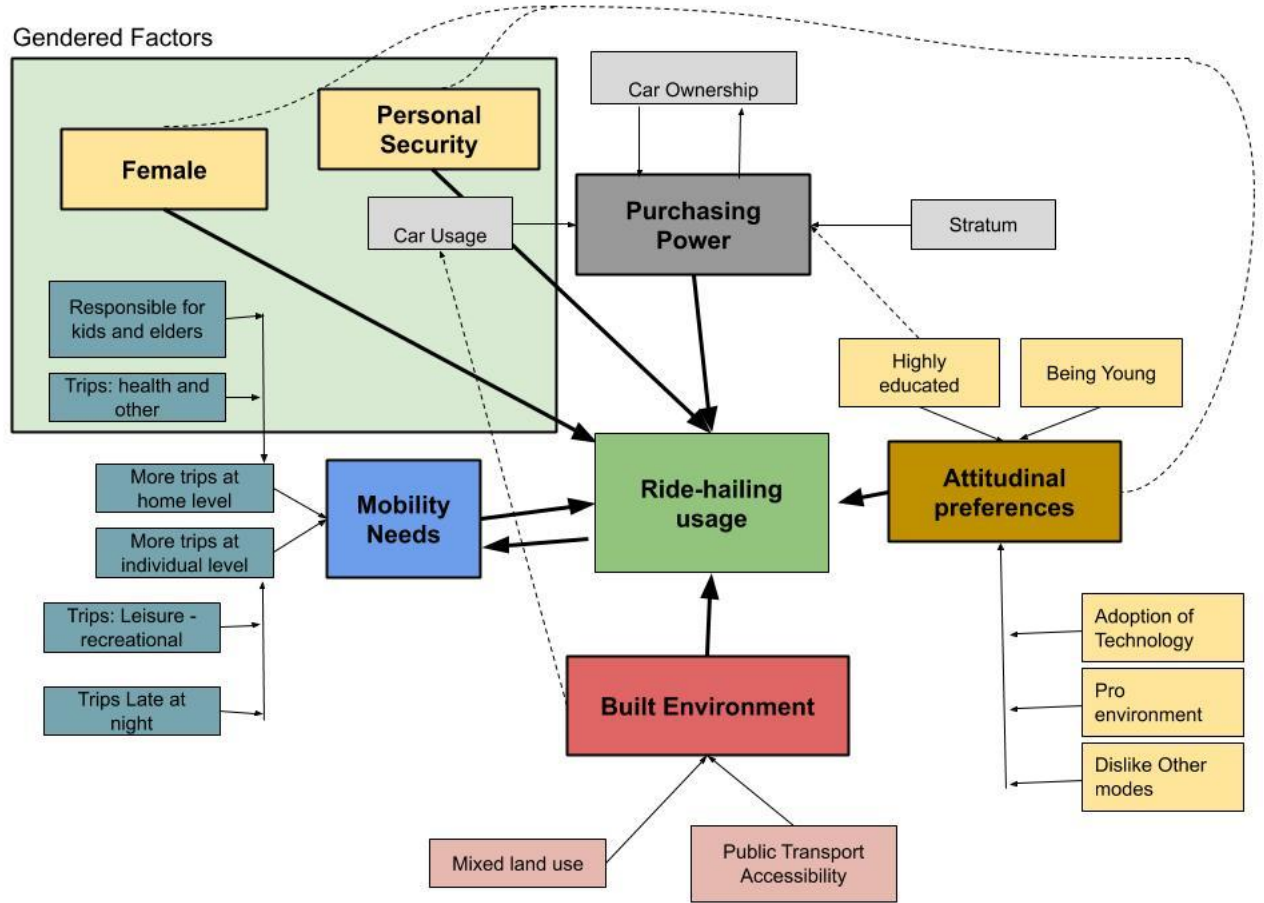 Gendered Factors
Car Ownership
Personal
Security
Female
Purchasing
Power
Car Usage
Stratum
Responsible for
kids and elders
Highly
educated
Being Young
Trips: health and
other
More trips at
home level
Mobility
Needs
Ride-hailing
usage
Attitudinal
preferences
More trips at
individual level
Trips: Leisure -
recreational
Adoption of
Technology
Trips Late at
night
Built Environment
Pro
environment
Dislike Other
modes
Mixed land use
Public Transport
Accessibility